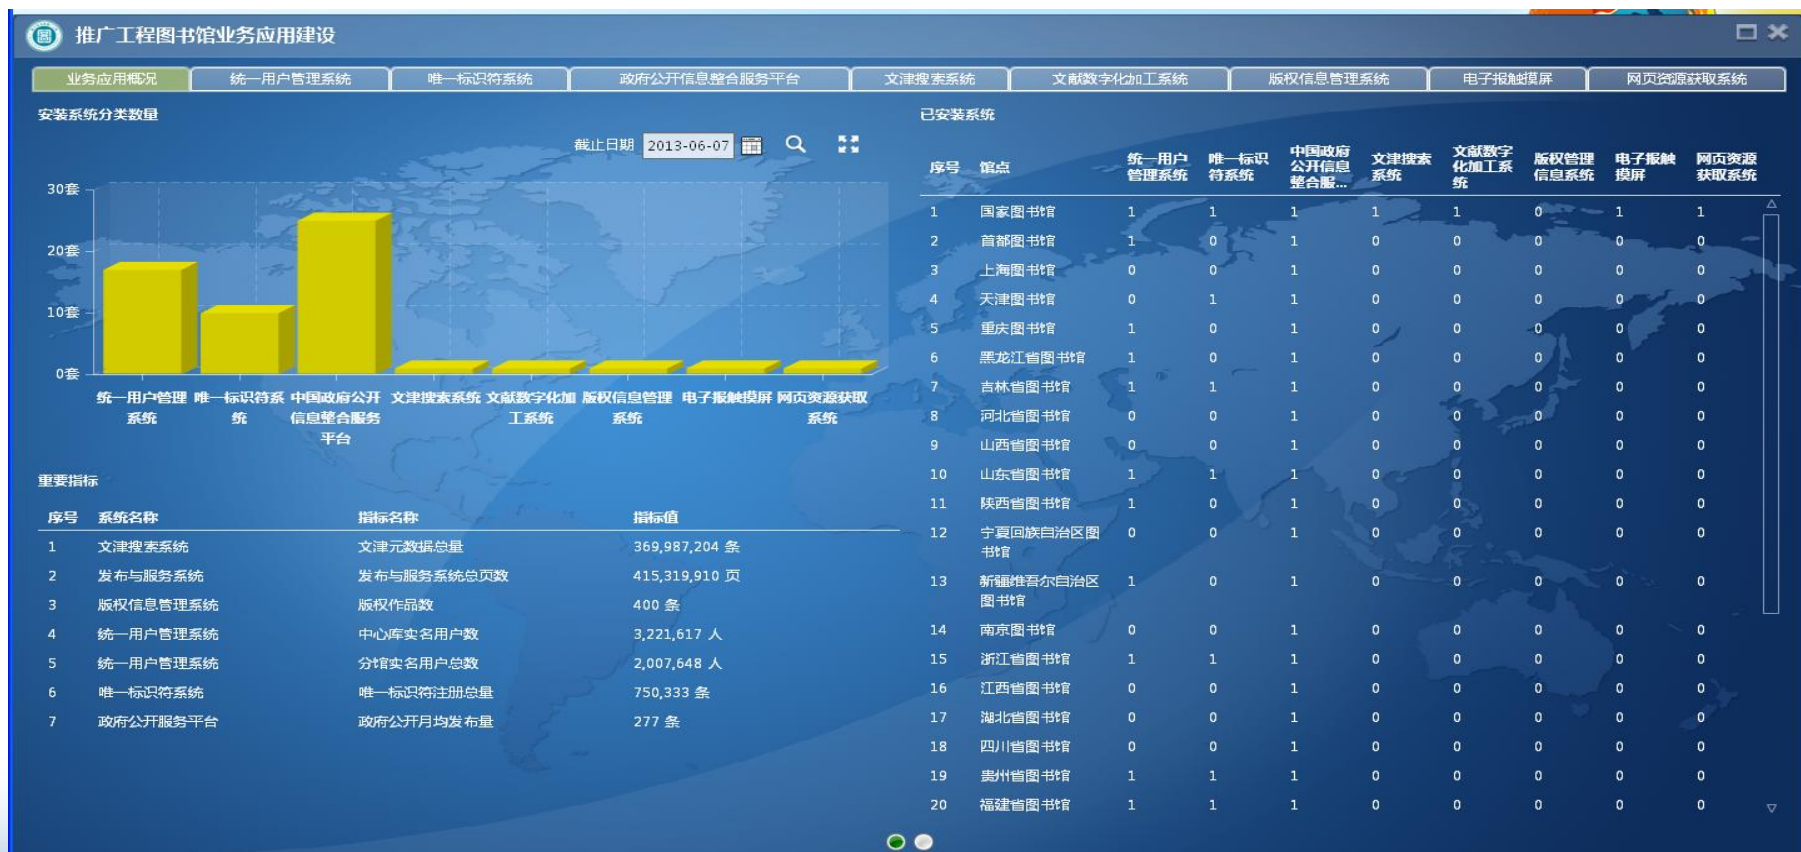 推广工程图书馆业务应用建设
业务应用概况 统一用户管理系统 唯一标识符系统 政府公开信息整合服务平台 文津搜索系统 文献数字化加工系统 版权信息管理系统 电子报触摸屏 网页资源获取系统
安装系统分类数量
截止日期 2013-06-07
30套
20套
10套
0套
统一用户管理系统 唯一标识符系统 中国政府公开信息整合服务平台 文津搜索系统 文献数字化加工系统 版权信息管理系统 电子报触摸屏 网页资源获取系统
重要指标
序号 系统名称 指标名称 指标值
1 文津搜索系统 文津元数据总量 369,987,204 条
2 发布与服务系统 发布与服务系统总页数 415,319,910 页
3 版权信息管理系统 版权作品数 400 条
4 统一用户管理系统 中心库实名用户数 3,221,617 人
5 统一用户管理系统 分馆实名用户总数 2,007,648 人
6 唯一标识符系统 唯一标识符注册总量 750,333 条
7 政府公开服务平台 政府公开月均发布量 277 条
已安装系统
序号 馆点 统一用户管理系统 唯一标识符系统 中国政府公开信息整合服... 文津搜索系统 文献数字化加工系统 版权管理信息系统 电子报触摸屏 网页资源获取系统
1 国家图书馆 1 1 1 1 1 0 1 1
2 首都图书馆 1 0 1 0 0 0 0 0
3 上海图书馆 0 0 1 0 0 0 0 0
4 天津图书馆 0 1 1 0 0 0 0 0
5 重庆图书馆 1 0 1 0 0 0 0 0
6 黑龙江省图书馆 1 0 1 0 0 0 0 0
7 吉林省图书馆 1 1 1 0 0 0 0 0
8 河北省图书馆 0 0 1 0 0 0 0 0
9 山西省图书馆 0 0 1 0 0 0 0 0
10 山东省图书馆 1 1 1 0 0 0 0 0
11 陕西省图书馆 1 0 1 0 0 0 0 0
12 宁夏回族自治区图书馆 0 0 1 0 0 0 0 0
13 新疆维吾尔自治区图书馆 1 0 1 0 0 0 0 0
14 南京图书馆 0 0 1 0 0 0 0 0
15 浙江省图书馆 1 1 1 0 0 0 0 0
16 江西省图书馆 0 0 1 0 0 0 0 0
17 湖北省图书馆 0 0 1 0 0 0 0 0
18 四川省图书馆 0 0 1 0 0 0 0 0
19 贵州省图书馆 1 1 1 0 0 0 0 0
20 福建省图书馆 1 1 1 0 0 0 0 0